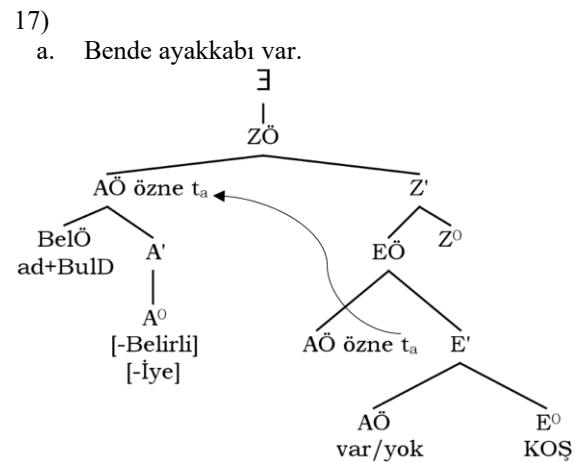 17)
a. Bende ayakkabı var.
∃
ZÖ
AÖ özne ta Z'
BelÖ A' EÖ Z⁰
ad+BulD
A⁰
[-Belirli] AÖ özne ta E'
[-İye]
AÖ E⁰
var/yok KOŞ